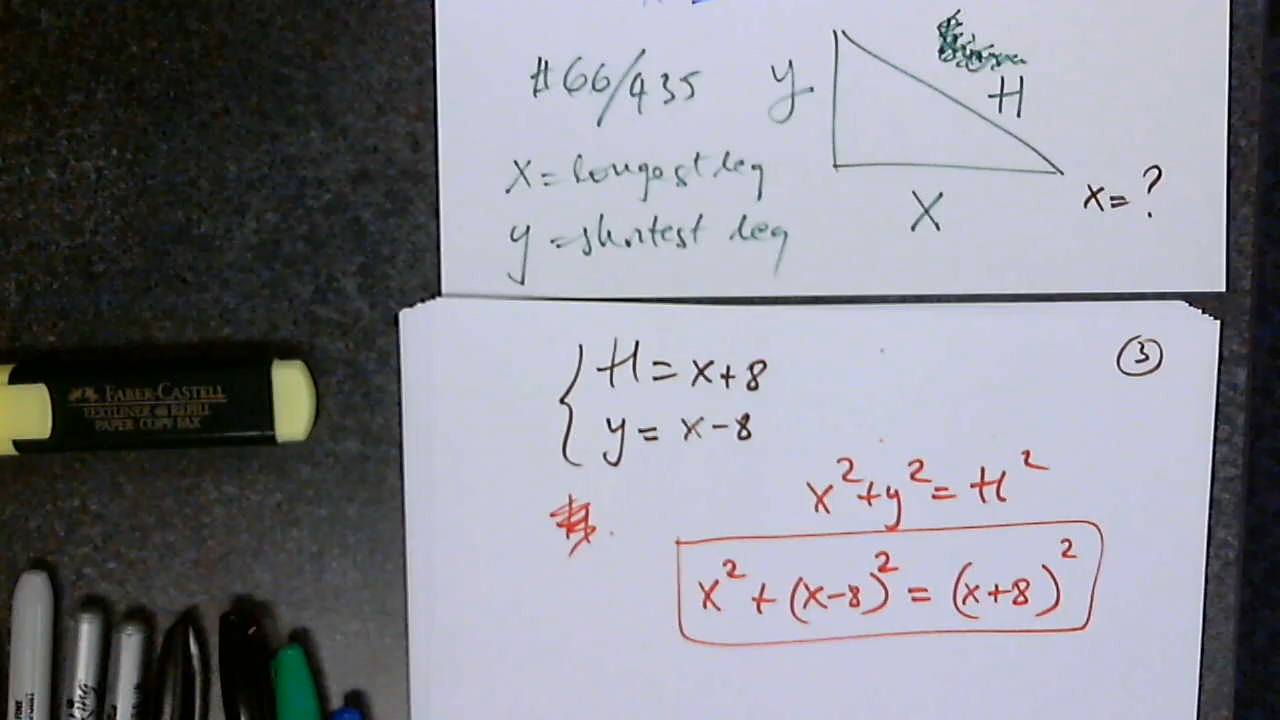 #66/435
y
H
x = longest leg
y = shortest leg
X
x = ?
H = x+8
y = x-8
3
x²+y² = H²
x² + (x-8)² = (x+8)²
FABER-CASTELL
TEXTLINER REFILL
PAPER COPY FAX